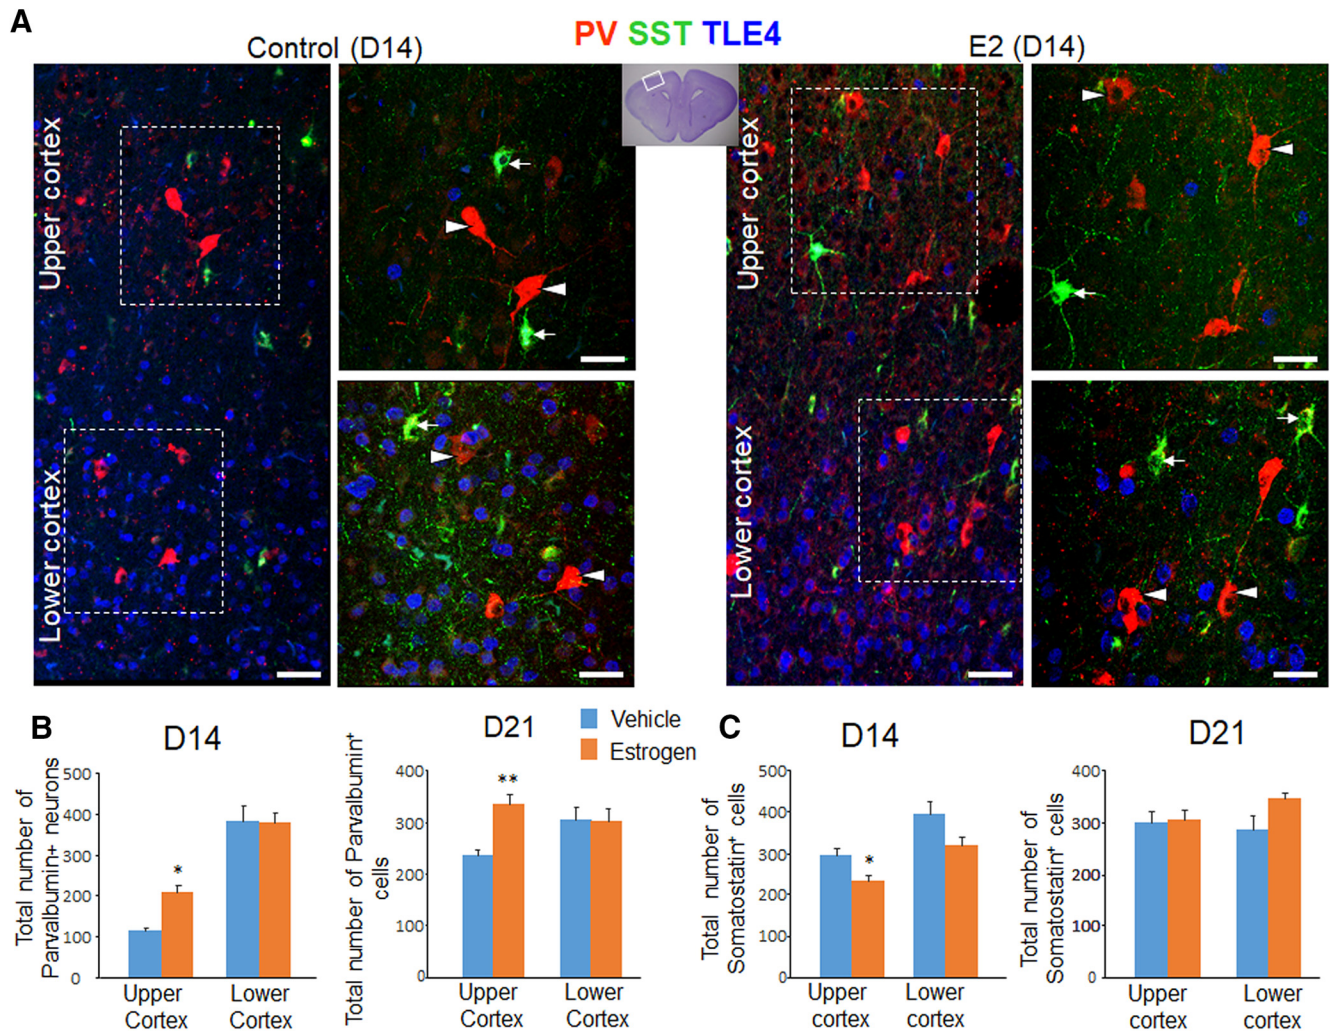 A
PV SST TLE4
Control (D14)
E2 (D14)
Upper cortex
Lower cortex
Upper cortex
Lower cortex
B
D14
Total number of
Parvalbumin+ neurons
500
400
300
200
100
0
*
Upper
Cortex
Lower
Cortex
D21
Total number of Parvalbumin⁺
cells
400
300
200
100
0
**
Upper
Cortex
Lower
Cortex
Vehicle
Estrogen
C
D14
Total number of
Somatostatin⁺ cells
500
400
300
200
100
0
*
Upper
cortex
Lower
cortex
D21
Total number of
Somatostatin⁺ cells
400
300
200
100
0
Upper
cortex
Lower
cortex